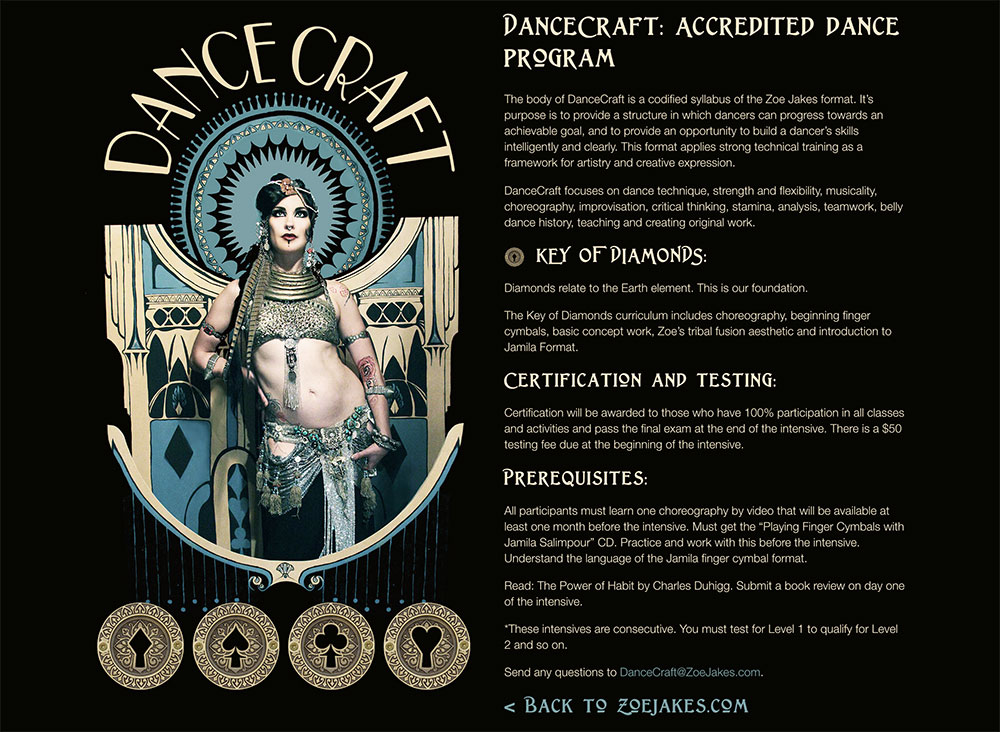 DANCE CRAFT
DanceCraft: Accredited dance
program
The body of DanceCraft is a codified syllabus of the Zoe Jakes format. It's
purpose is to provide a structure in which dancers can progress towards an
achievable goal, and to provide an opportunity to build a dancer's skills
intelligently and clearly. This format applies strong technical training as a
framework for artistry and creative expression.
DanceCraft focuses on dance technique, strength and flexibility, musicality,
choreography, improvisation, critical thinking, stamina, analysis, teamwork, belly
dance history, teaching and creating original work.
Key of Diamonds:
Diamonds relate to the Earth element. This is our foundation.
The Key of Diamonds curriculum includes choreography, beginning finger
cymbals, basic concept work, Zoe's tribal fusion aesthetic and introduction to
Jamila Format.
Certification and testing:
Certification will be awarded to those who have 100% participation in all classes
and activities and pass the final exam at the end of the intensive. There is a $50
testing fee due at the beginning of the intensive.
Prerequisites:
All participants must learn one choreography by video that will be available at
least one month before the intensive. Must get the “Playing Finger Cymbals with
Jamila Salimpour” CD. Practice and work with this before the intensive.
Understand the language of the Jamila finger cymbal format.
Read: The Power of Habit by Charles Duhigg. Submit a book review on day one
of the intensive.
*These intensives are consecutive. You must test for Level 1 to qualify for Level
2 and so on.
Send any questions to DanceCraft@ZoeJakes.com.
< Back to Zoejakes.com